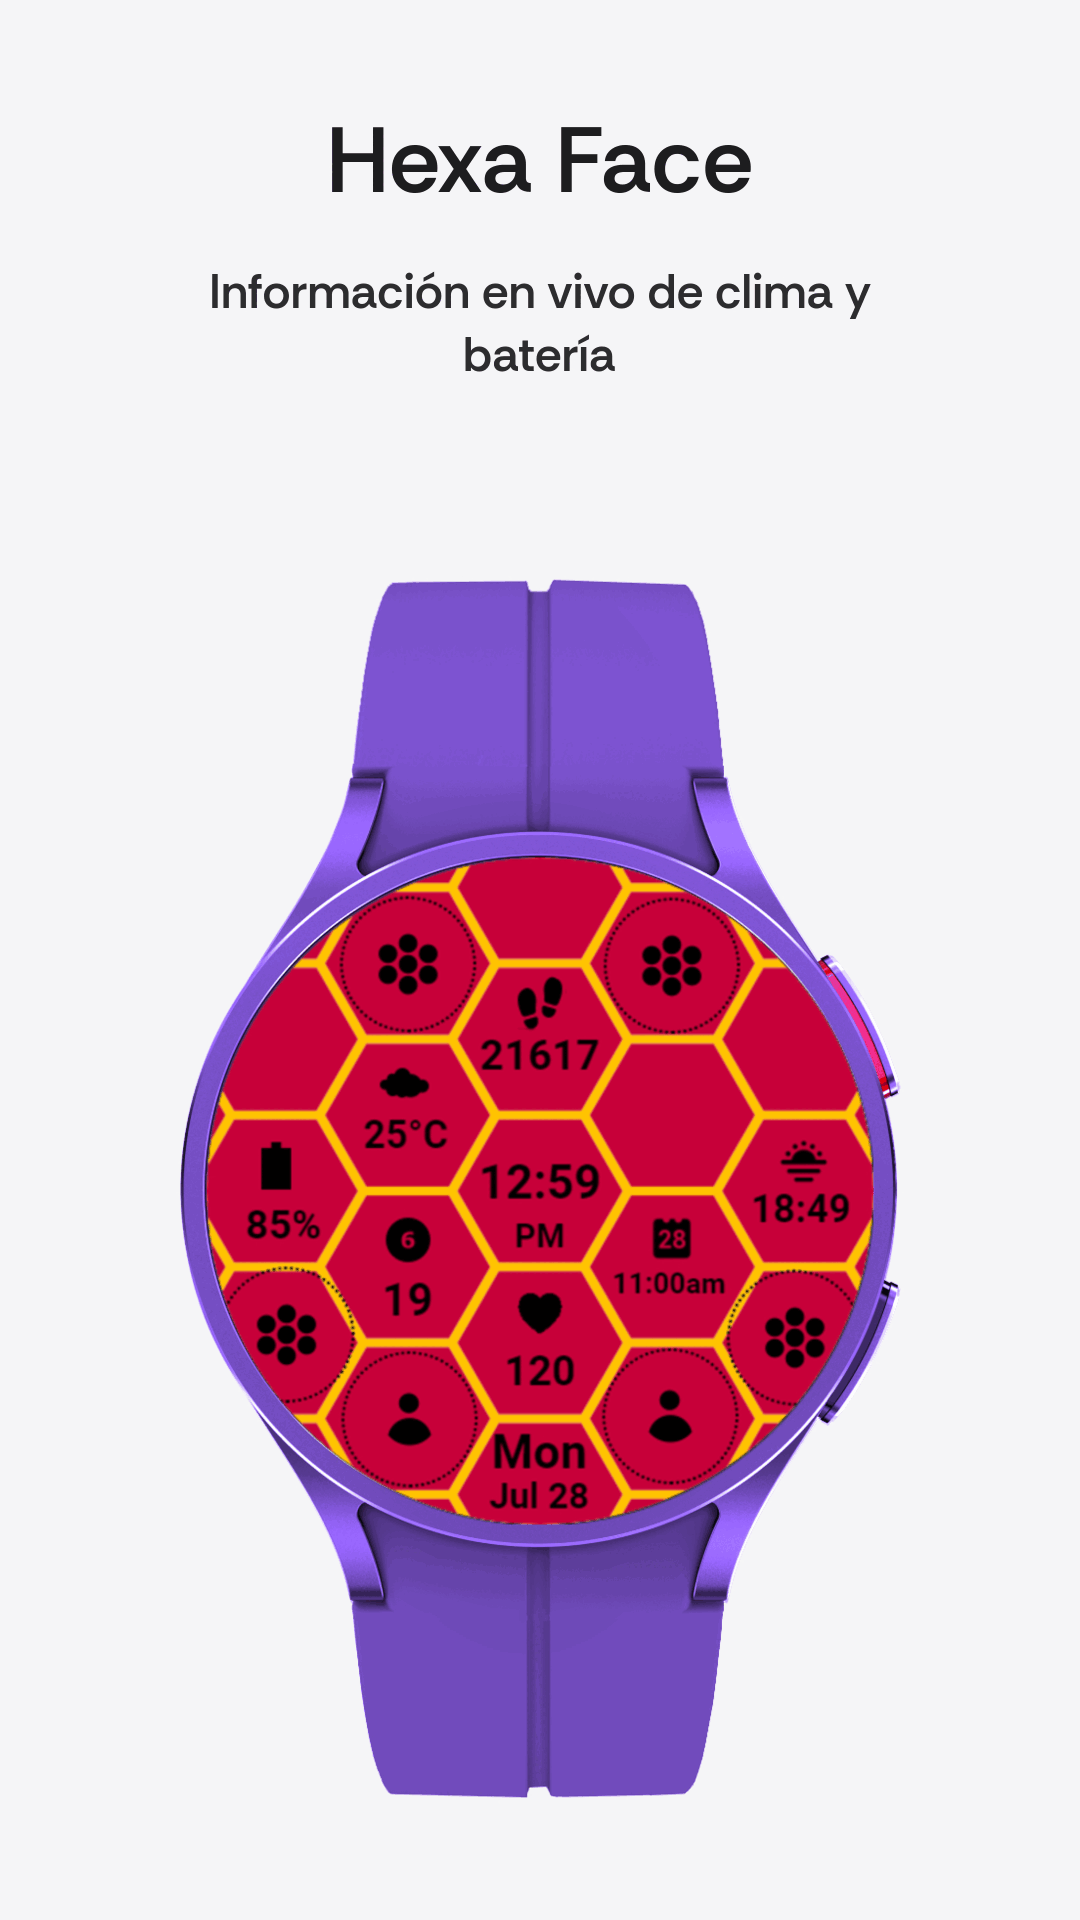 Hexa Face
Información en vivo de clima y
batería
21617
25°C
12:59
PM
85%
18:49
6
19
28
11:00am
120
Mon
Jul 28